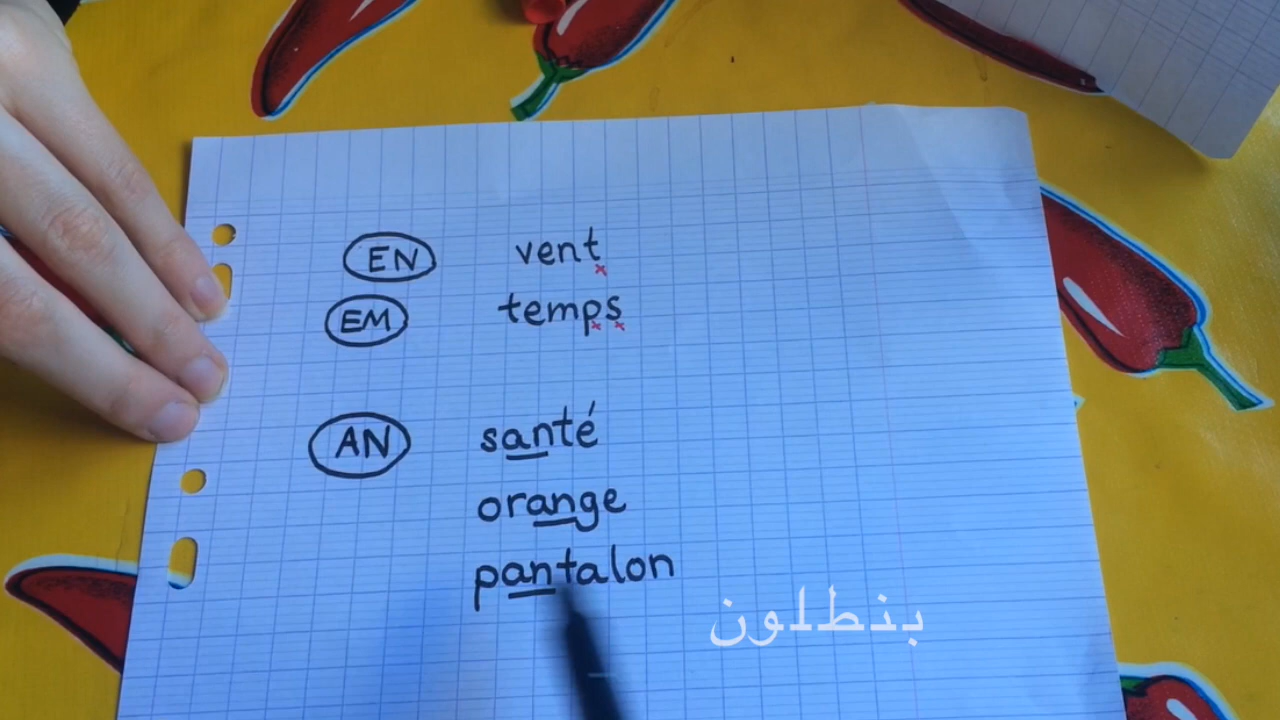 EN vent
EM temps
AN santé
orange
pantalon
بنطلون